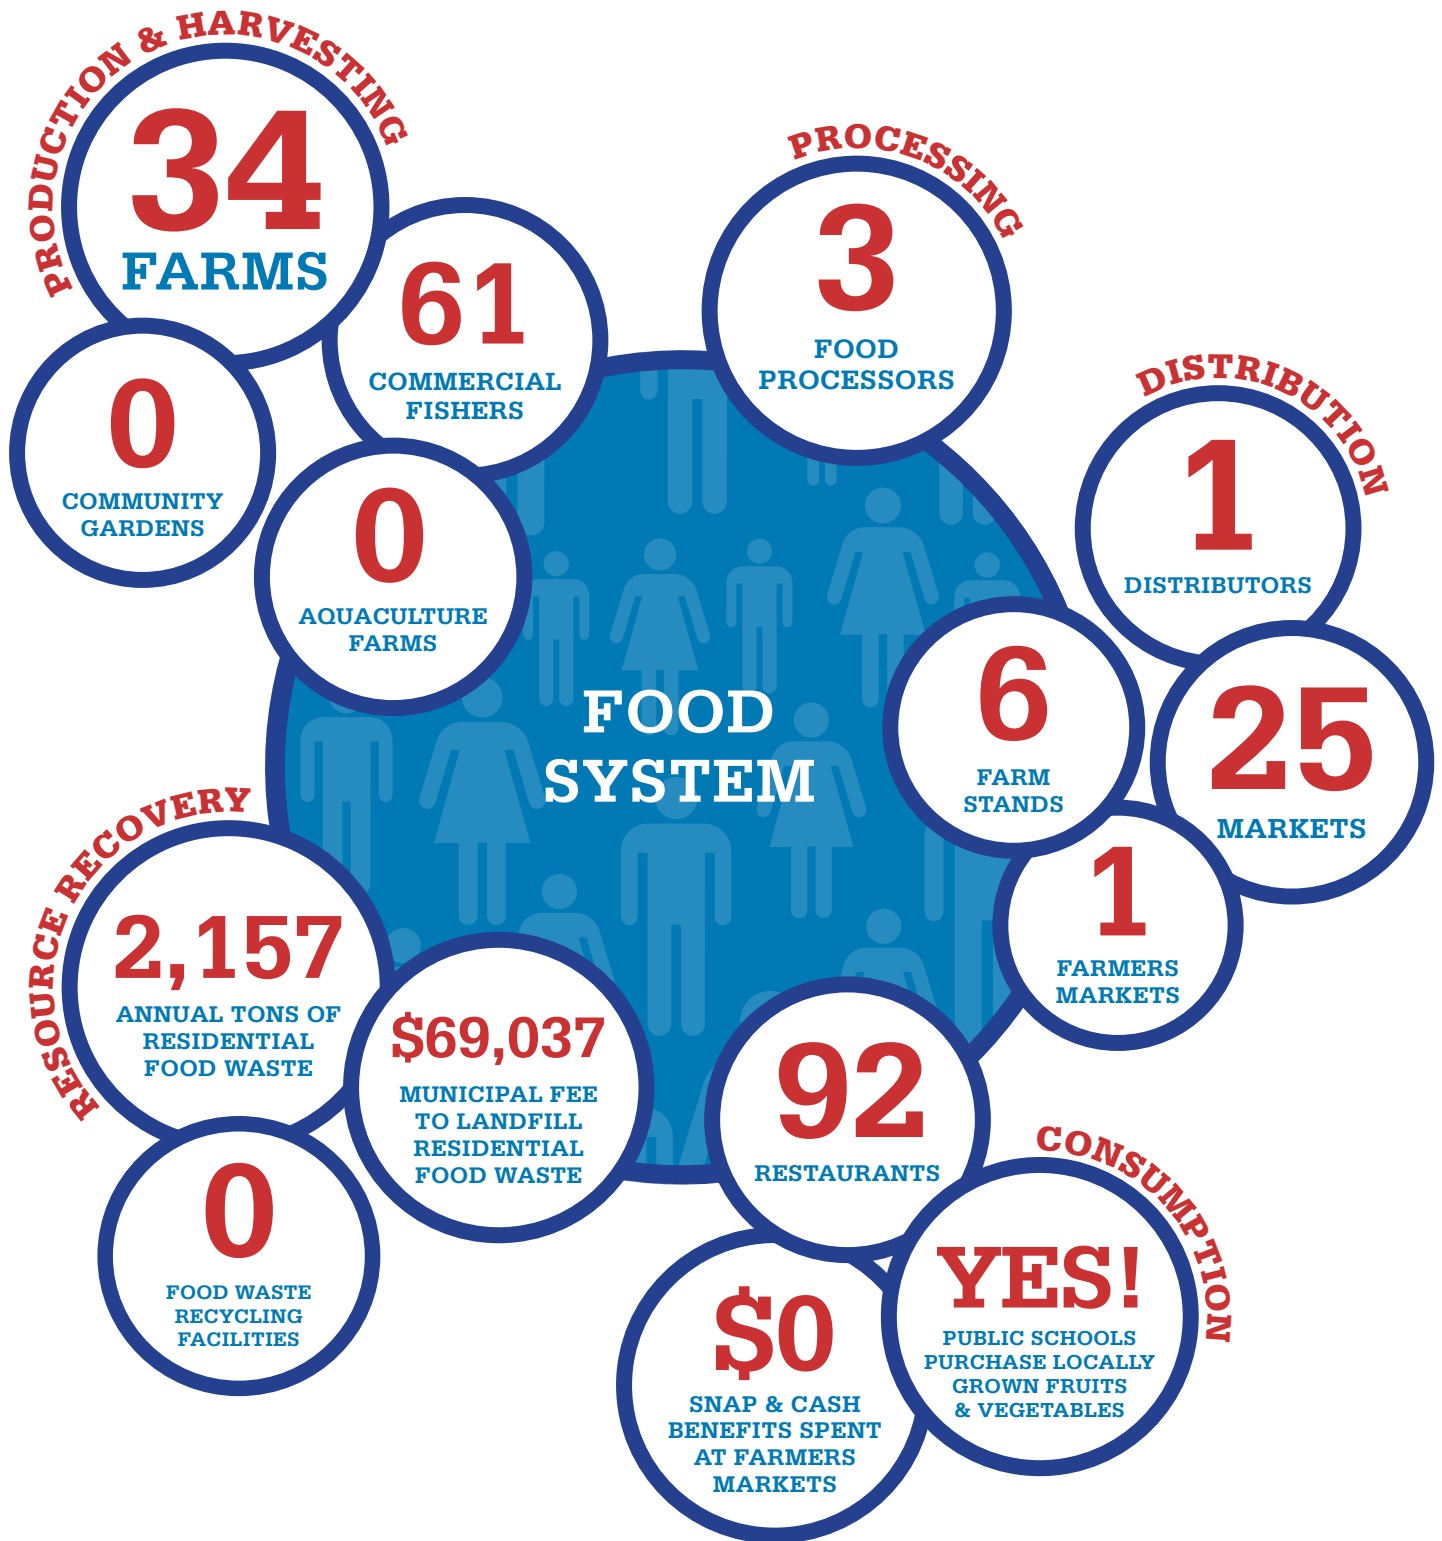 PRODUCTION & HARVESTING
34
FARMS
61
COMMERCIAL
FISHERS
0
COMMUNITY
GARDENS
0
AQUACULTURE
FARMS
PROCESSING
3
FOOD
PROCESSORS
DISTRIBUTION
1
DISTRIBUTORS
6
FARM
STANDS
25
MARKETS
1
FARMERS
MARKETS
FOOD
SYSTEM
RESOURCE RECOVERY
2,157
ANNUAL TONS OF
RESIDENTIAL
FOOD WASTE
$69,037
MUNICIPAL FEE
TO LANDFILL
RESIDENTIAL
FOOD WASTE
0
FOOD WASTE
RECYCLING
FACILITIES
CONSUMPTION
92
RESTAURANTS
YES!
PUBLIC SCHOOLS
PURCHASE LOCALLY
GROWN FRUITS
& VEGETABLES
$0
SNAP & CASH
BENEFITS SPENT
AT FARMERS
MARKETS